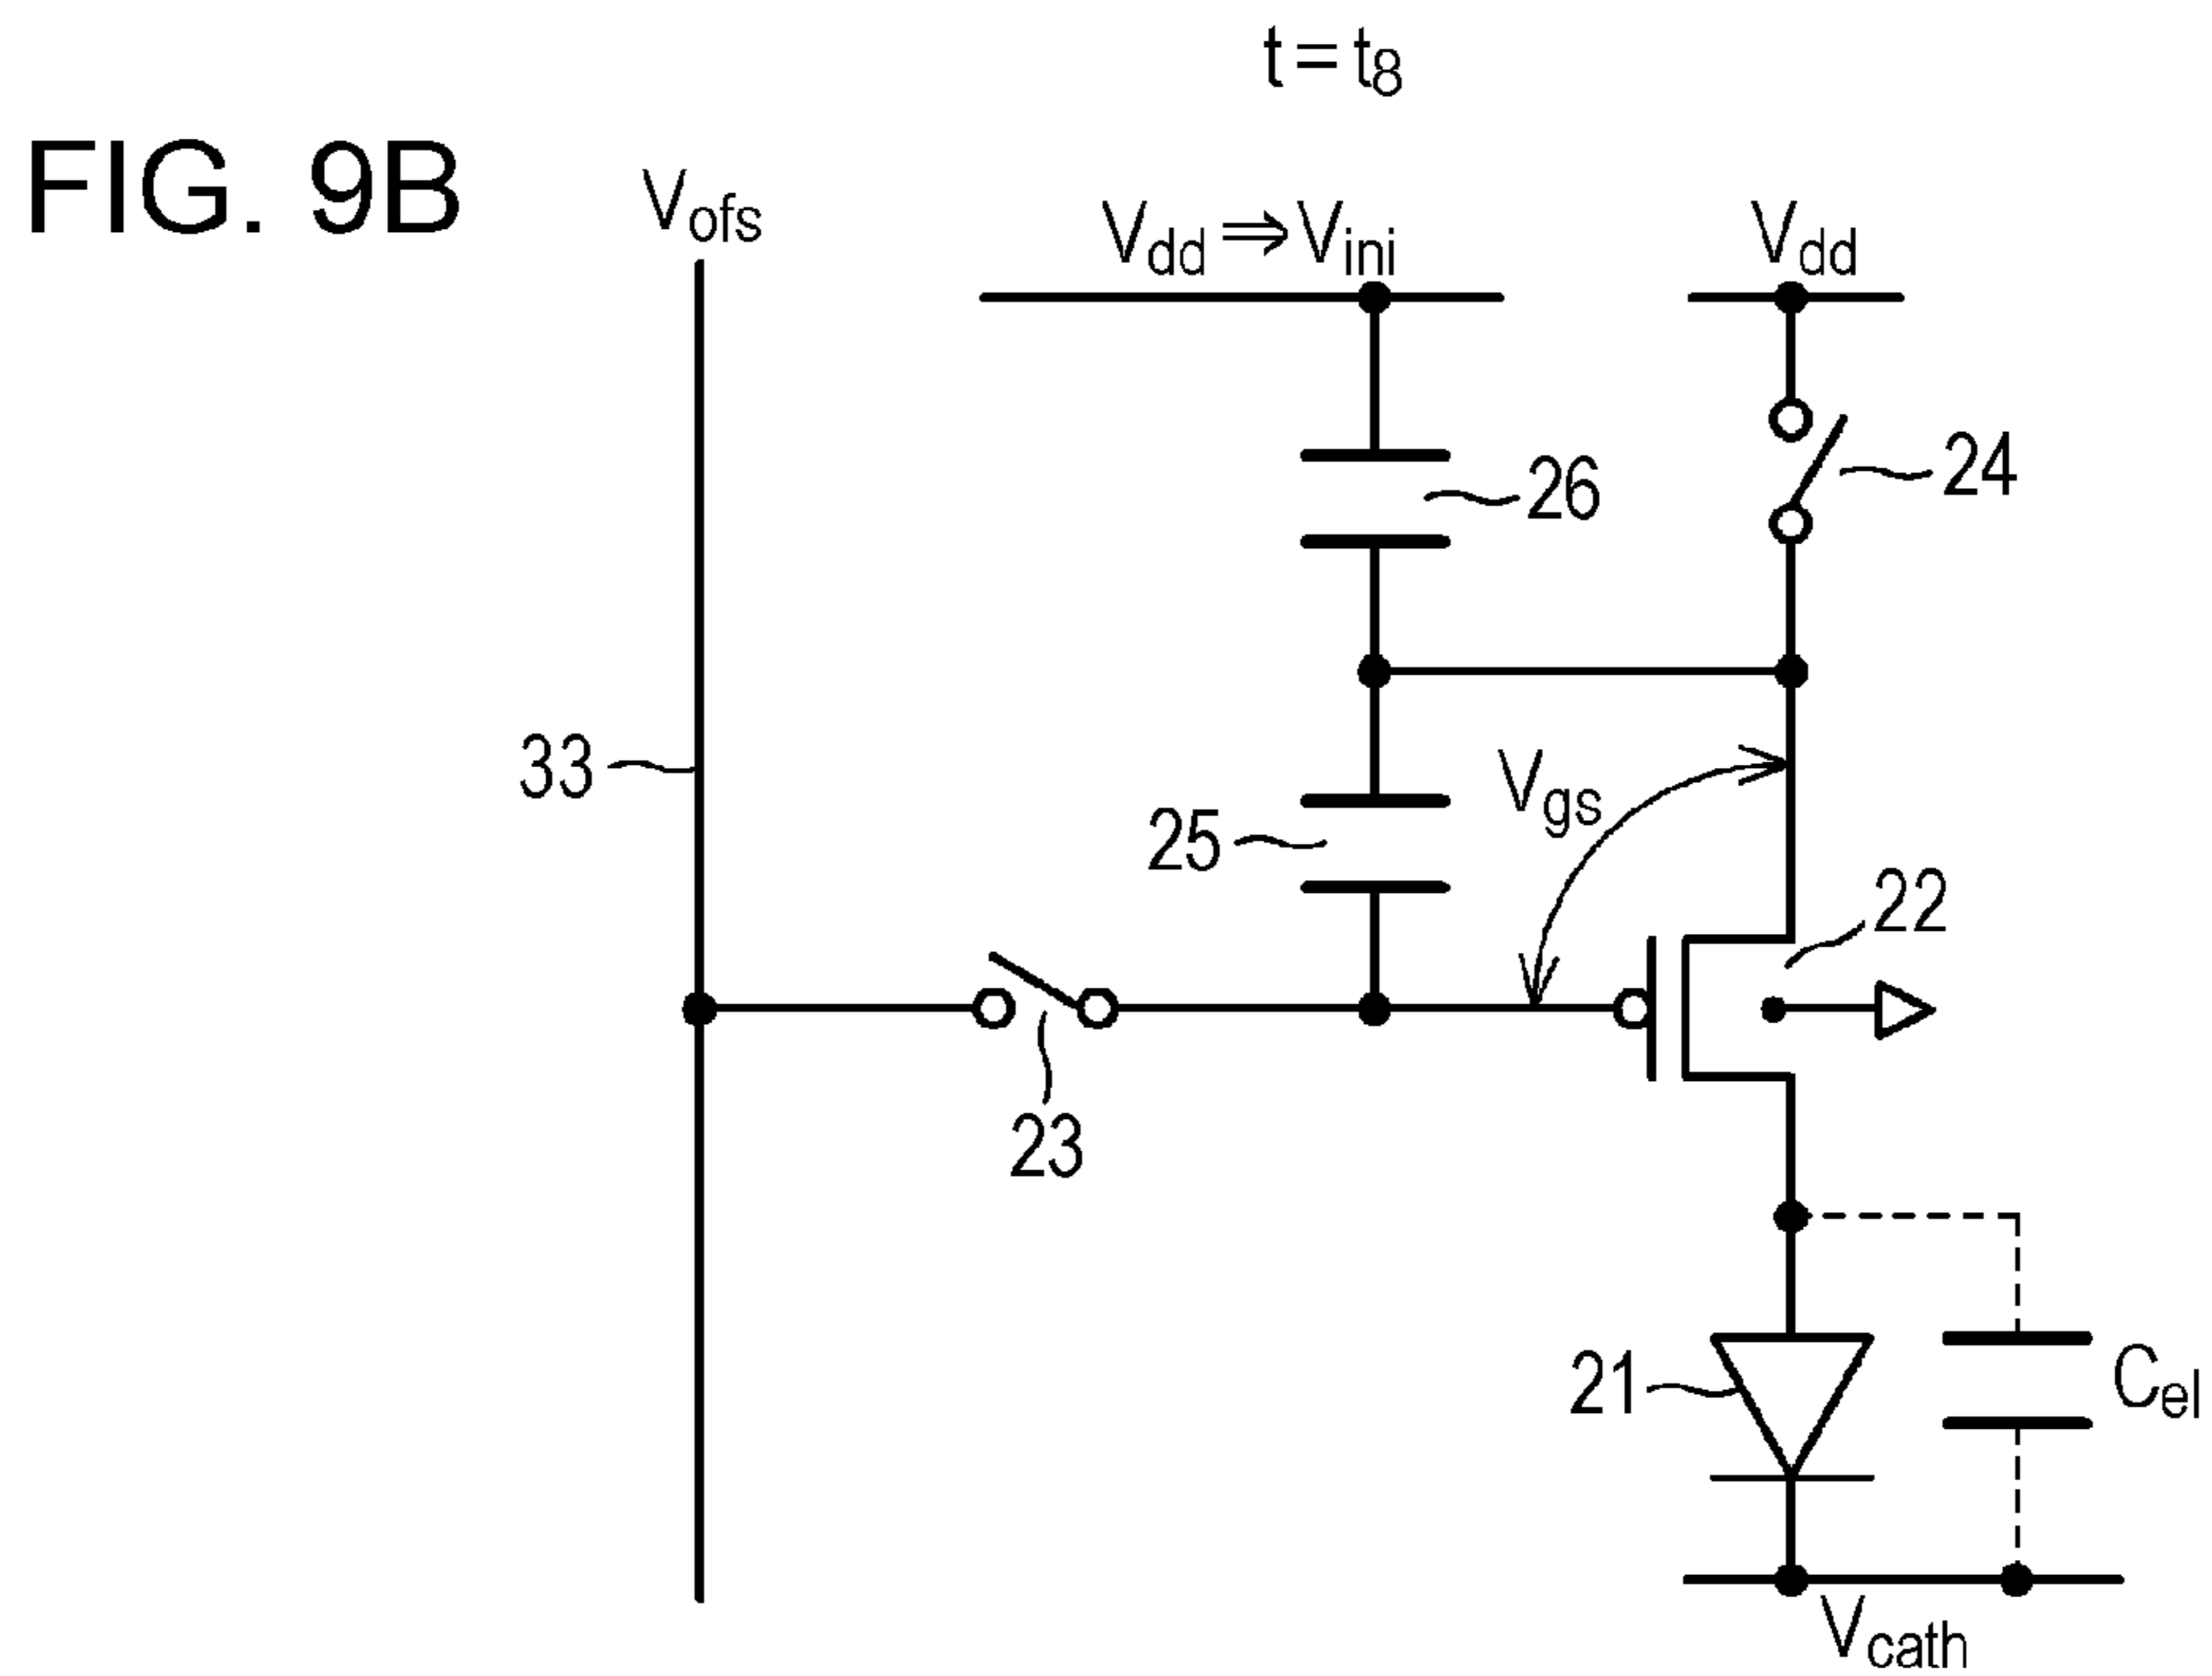 t = t8
FIG. 9B
Vofs
Vdd ⇒ Vini
Vdd
24
26
33
Vgs
25
22
23
21
Cel
Vcath